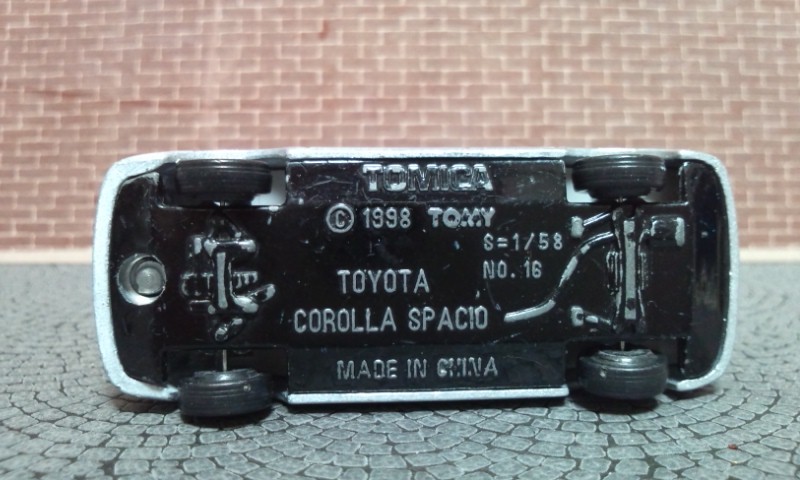 TOMICA
© 1998 TOMY
S=1/58
NO.16
TOYOTA
COROLLA SPACIO
MADE IN CHINA